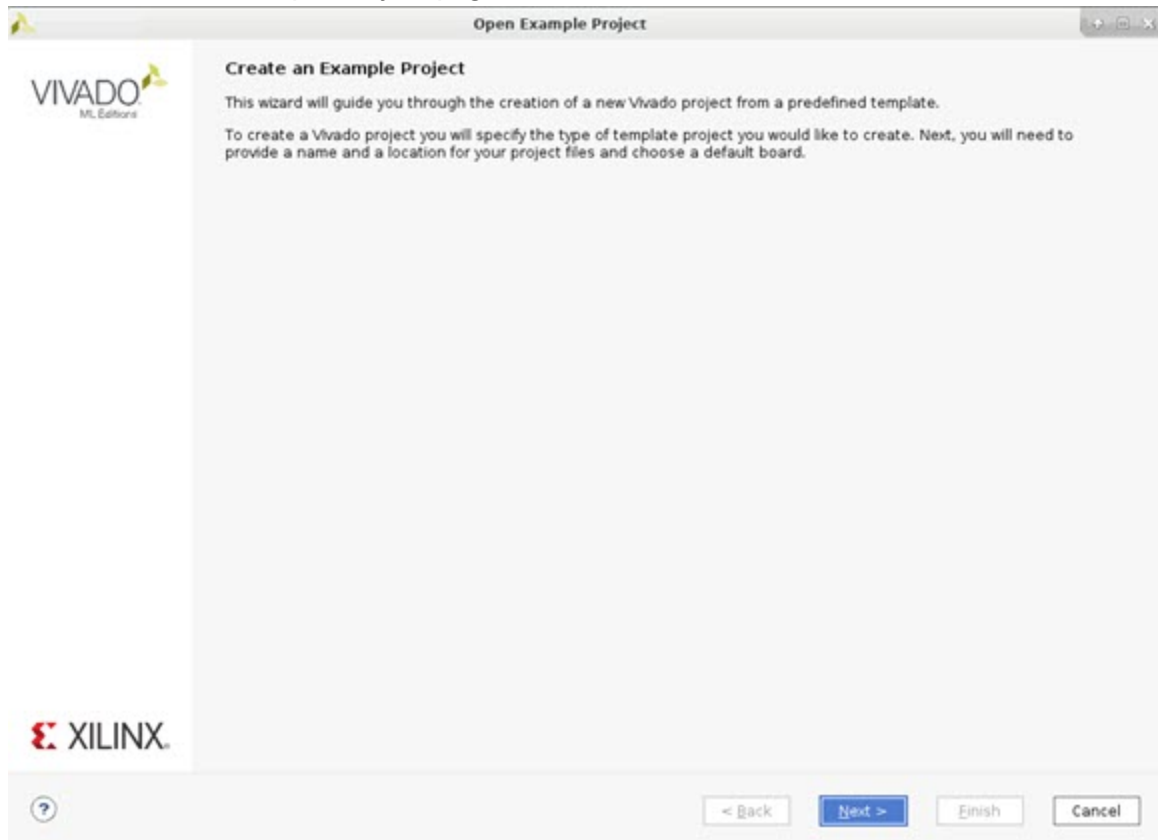 Open Example Project
VIVADO
ML Editions
Create an Example Project
This wizard will guide you through the creation of a new Vivado project from a predefined template.
To create a Vivado project you will specify the type of template project you would like to create. Next, you will need to
provide a name and a location for your project files and choose a default board.
XILINX.
?
< Back
Next >
Finish
Cancel